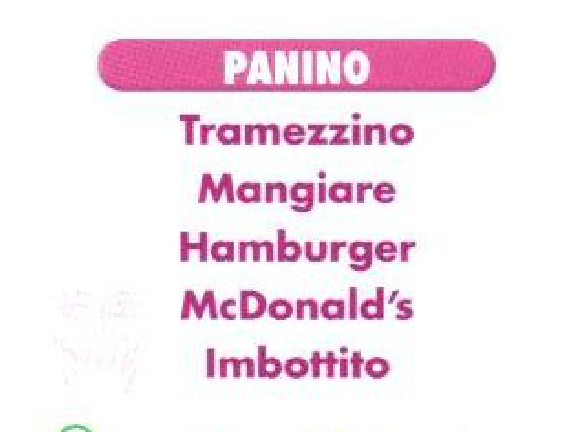 PANINO
Tramezzino
Mangiare
Hamburger
McDonald's
Imbottito